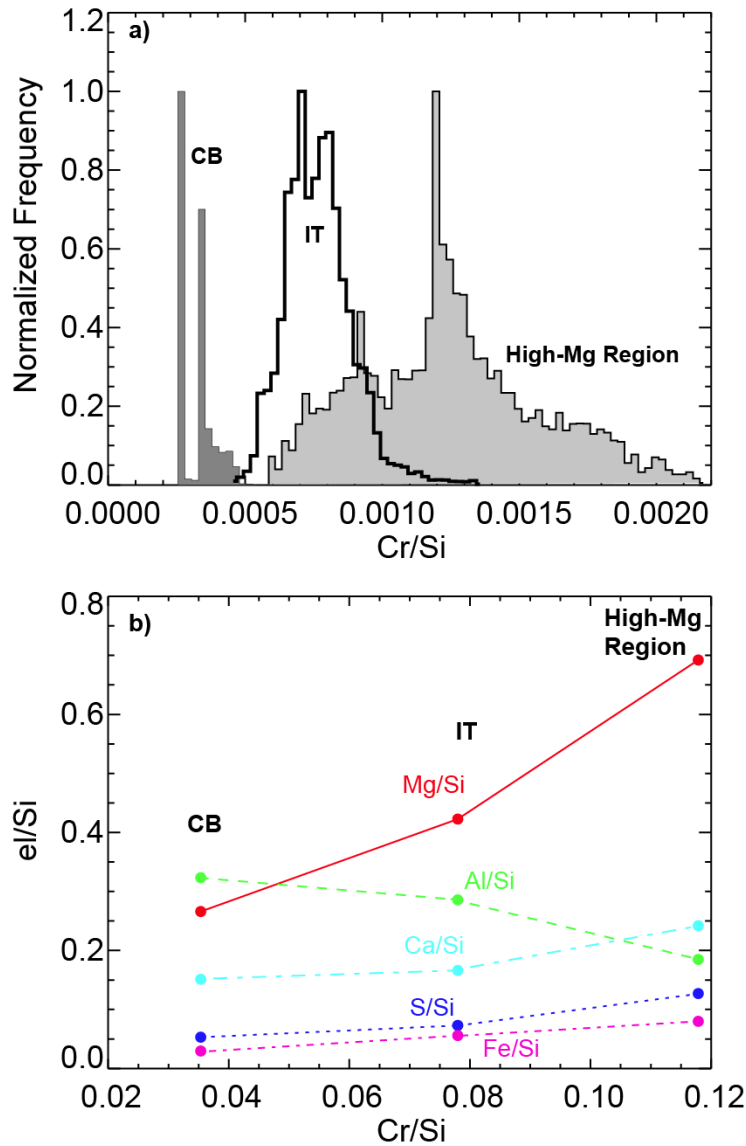 a)
1.2
1.0
0.8
0.6
0.4
0.2
0.0
Normalized Frequency
CB
IT
High-Mg Region
0.0000 0.0005 0.0010 0.0015 0.0020
Cr/Si
b)
0.8
0.6
0.4
0.2
0.0
el/Si
High-Mg
Region
IT
Mg/Si
CB
Al/Si
Ca/Si
S/Si
Fe/Si
0.02 0.04 0.06 0.08 0.10 0.12
Cr/Si